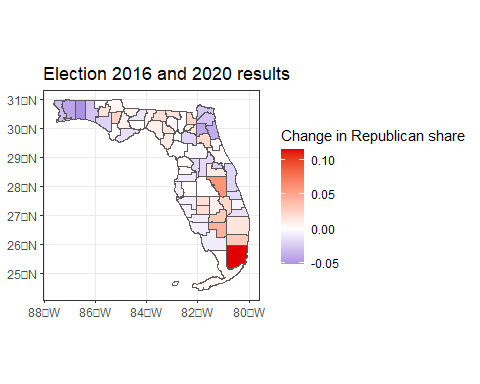 Election 2016 and 2020 results
31□N
30□N
29□N
28□N
27□N
26□N
25□N
88□W
86□W
84□W
82□W
80□W
Change in Republican share
0.10
0.05
0.00
-0.05